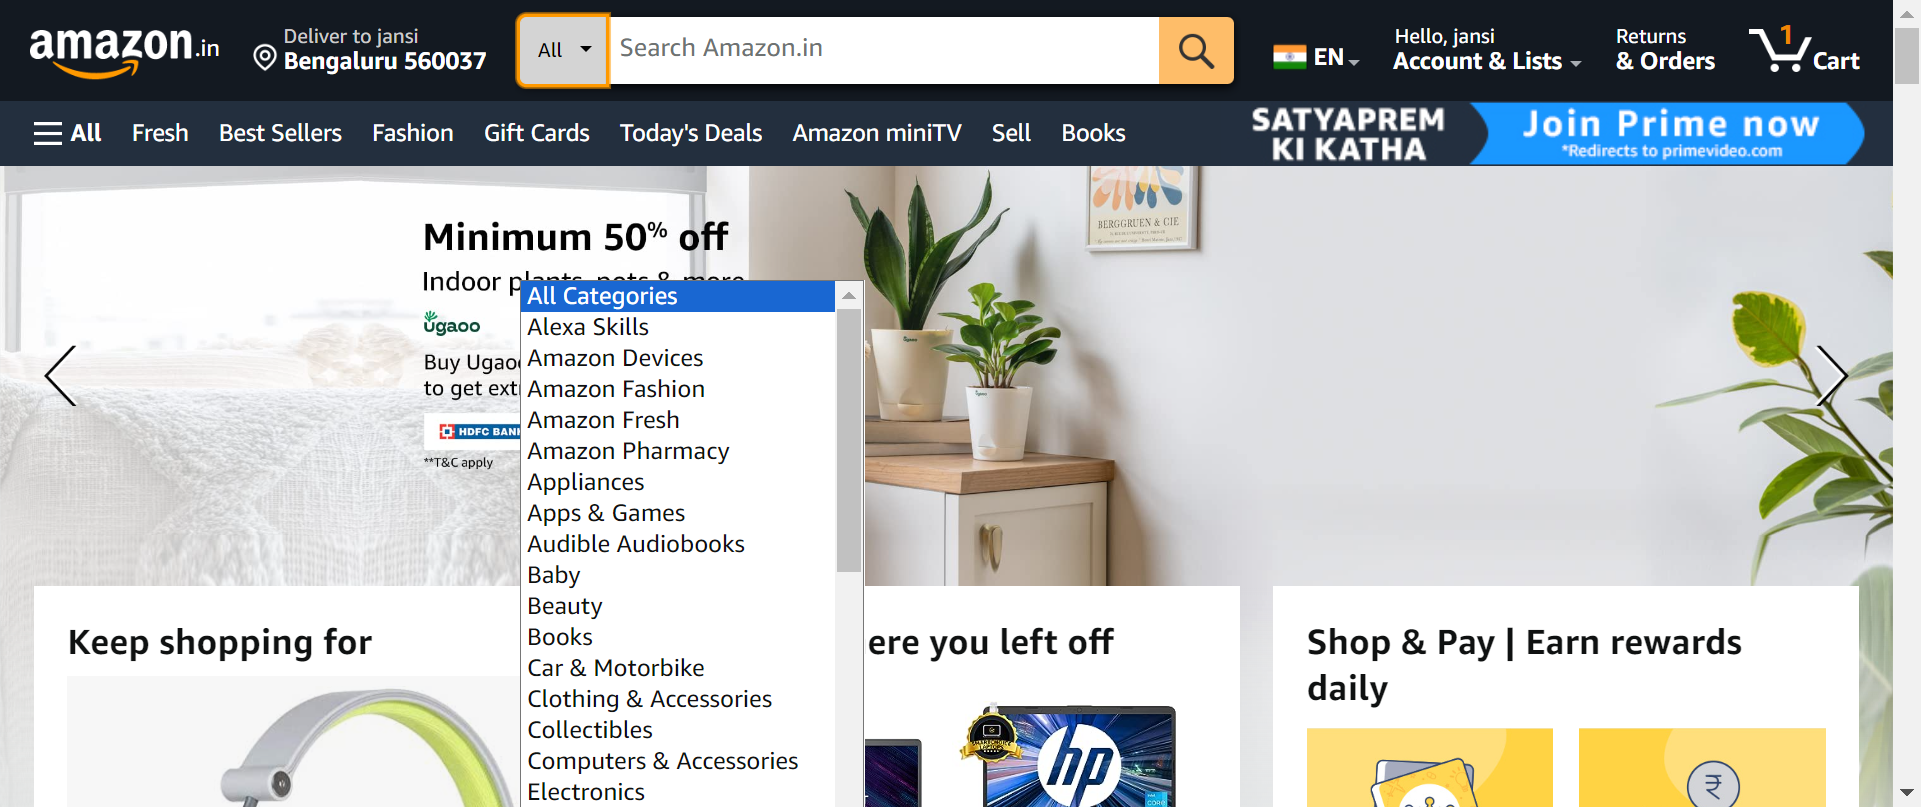 amazon.in
Deliver to jansi
Bengaluru 560037
All
Search Amazon.in
EN
Hello, jansi
Account & Lists
Returns
& Orders
1
Cart
All
Fresh
Best Sellers
Fashion
Gift Cards
Today's Deals
Amazon miniTV
Sell
Books
SATYAPREM
KI KATHA
Join Prime now
*Redirects to primevideo.com
Minimum 50% off
Indoor plants, pots & more
ugaoo
Buy Ugaoo
to get ext
HDFC BANK
**T&C apply
BERGGRUEN & CIE
All Categories
Alexa Skills
Amazon Devices
Amazon Fashion
Amazon Fresh
Amazon Pharmacy
Appliances
Apps & Games
Audible Audiobooks
Baby
Beauty
Books
Car & Motorbike
Clothing & Accessories
Collectibles
Computers & Accessories
Electronics
Keep shopping for
ere you left off
hp
Shop & Pay | Earn rewards
daily
₹